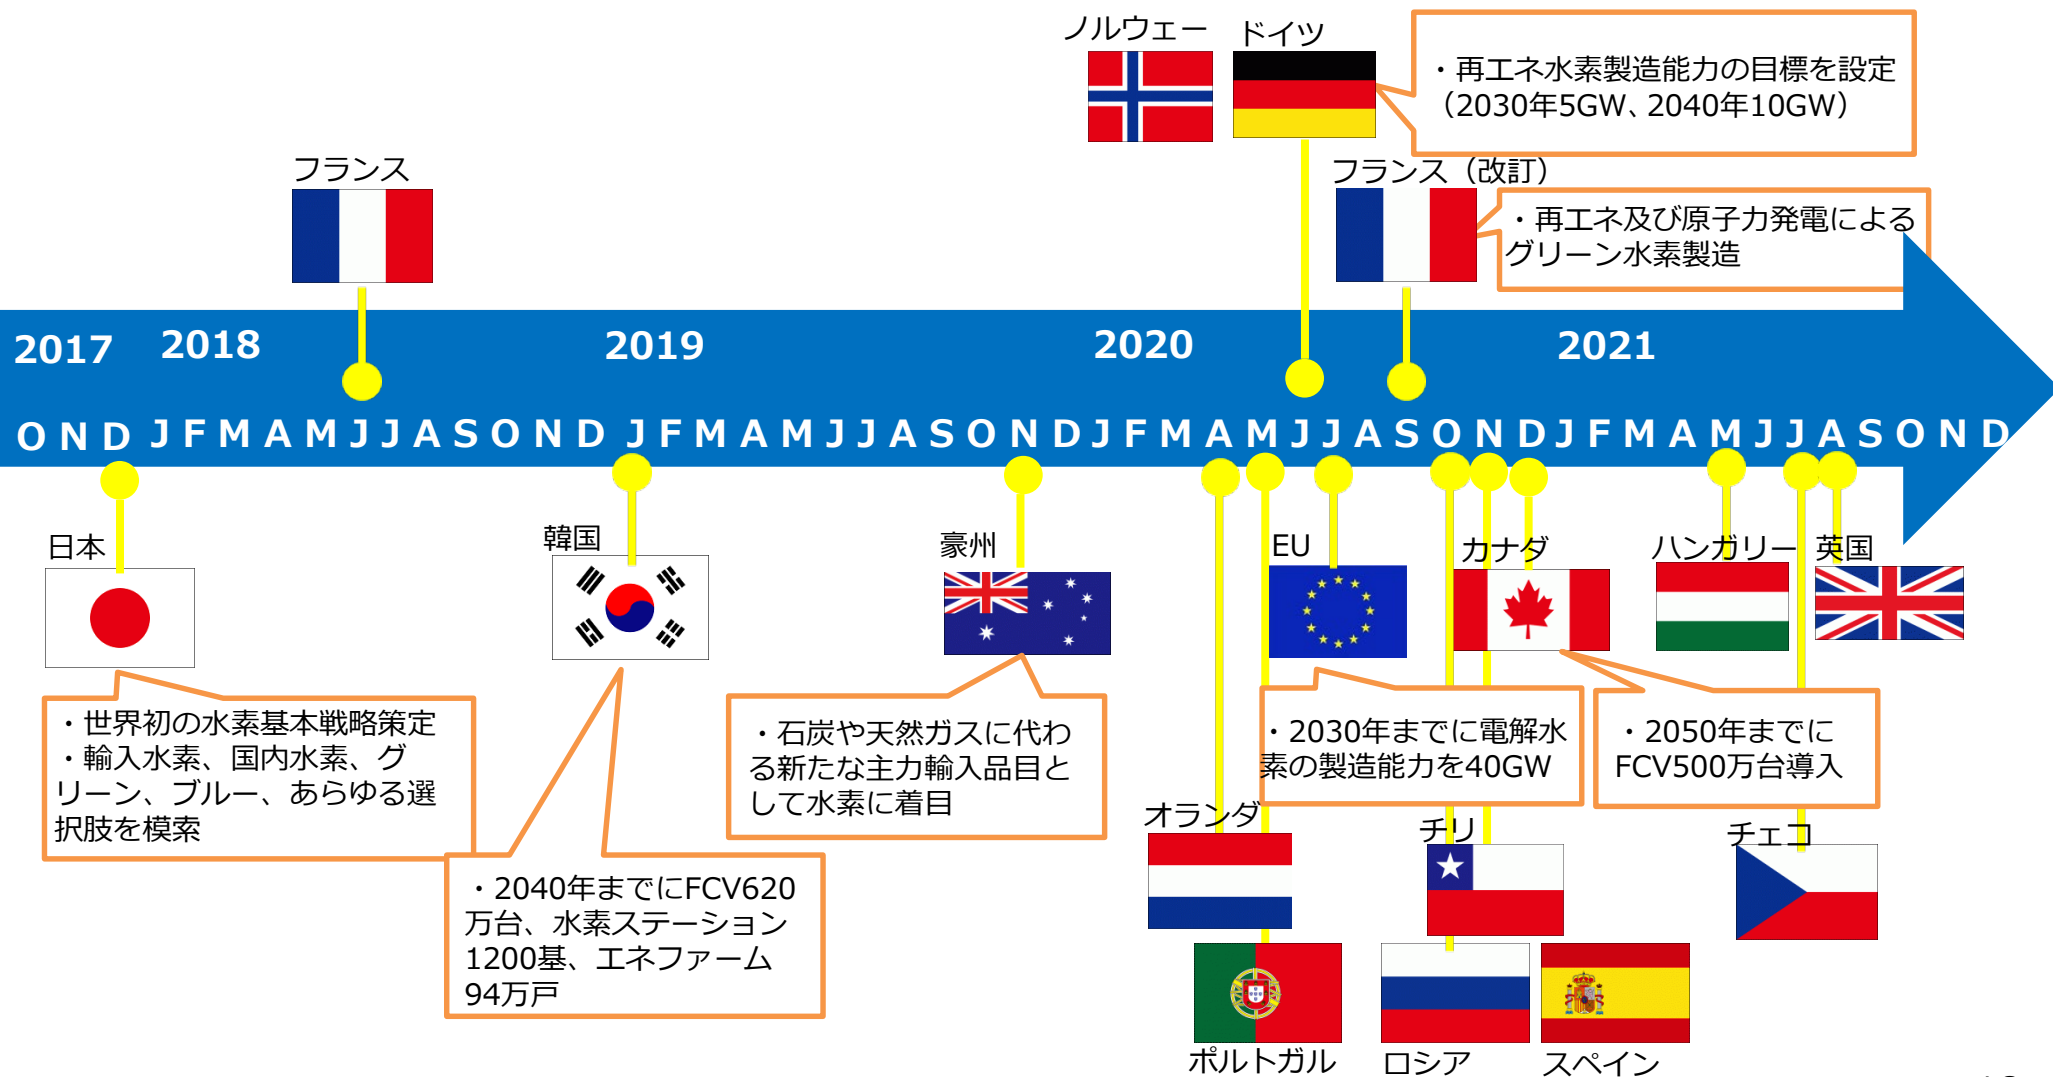 ノルウェー
ドイツ
・再エネ水素製造能力の目標を設定
（2030年5GW、2040年10GW）
フランス
フランス（改訂）
・再エネ及び原子力発電による
グリーン水素製造
2017 2018 2019 2020 2021
O N D J F M A M J J A S O N D J F M A M J J A S O N D J F M A M J J A S O N D J F M A M J J A S O N D
日本
韓国
豪州
EU
カナダ
ハンガリー
英国
・世界初の水素基本戦略策定
・輸入水素、国内水素、グ
リーン、ブルー、あらゆる選
択肢を模索
・2040年までにFCV620
万台、水素ステーション
1200基、エネファーム
94万戸
・石炭や天然ガスに代わ
る新たな主力輸入品目と
して水素に着目
・2030年までに電解水
素の製造能力を40GW
・2050年までに
FCV500万台導入
オランダ
チリ
チェコ
ポルトガル
ロシア
スペイン